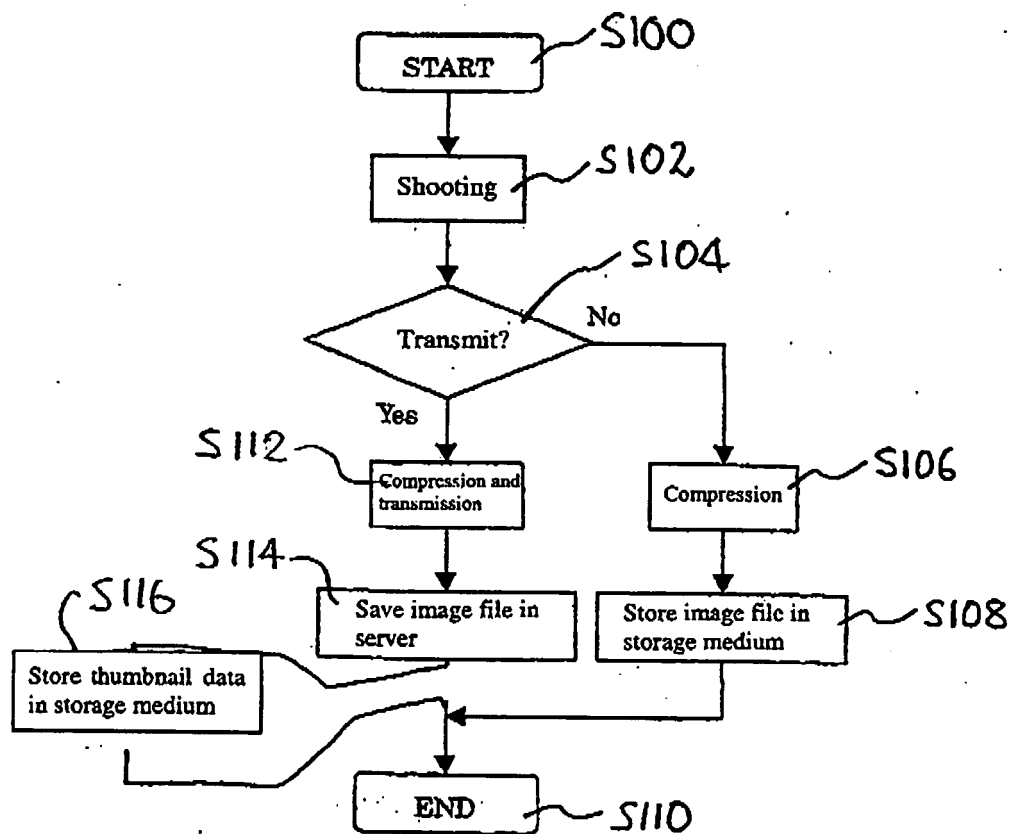 S100
START
S102
Shooting
S104
Transmit?
No
Yes
S112
Compression and
transmission
S106
Compression
S114
Save image file in
server
S116
Store thumbnail data
in storage medium
Store image file in
storage medium
S108
END
S110